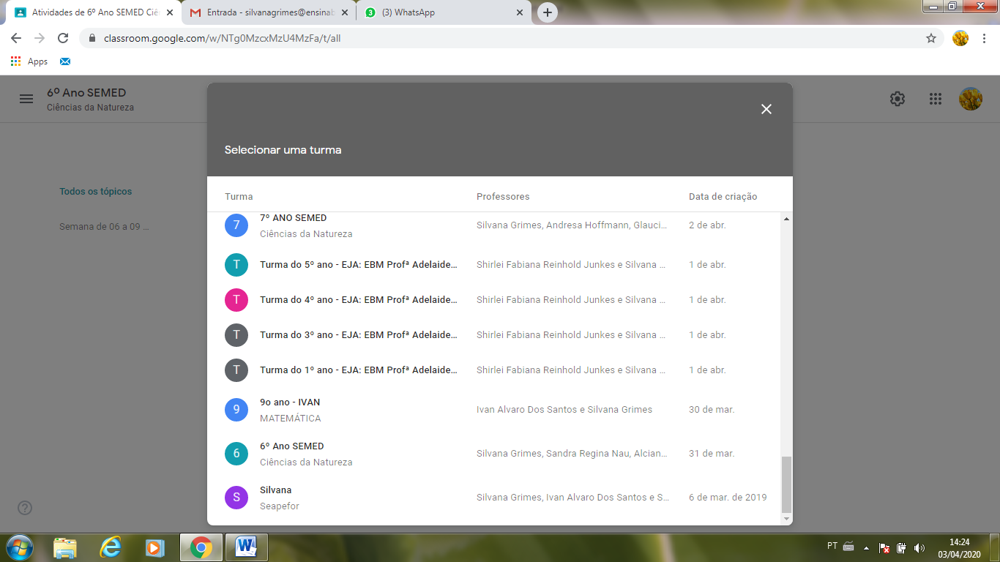 Atividades de 6º Ano SEMED Ciê
Entrada - silvanagrimes@ensinab
3
(3) WhatsApp
classroom.google.com/w/NTg0MzcxMzU4MzFa/t/all
Apps
6º Ano SEMED
Ciências da Natureza
Todos os tópicos
Semana de 06 a 09 ...
Selecionar uma turma
Turma Professores Data de criação
7
7º ANO SEMED
Ciências da Natureza
Silvana Grimes, Andresa Hoffmann, Glauci...
2 de abr.
T
Turma do 5º ano - EJA: EBM Profª Adelaide...
Shirlei Fabiana Reinhold Junkes e Silvana ...
1 de abr.
T
Turma do 4º ano - EJA: EBM Profª Adelaide...
Shirlei Fabiana Reinhold Junkes e Silvana ...
1 de abr.
T
Turma do 3º ano - EJA: EBM Profª Adelaide...
Shirlei Fabiana Reinhold Junkes e Silvana ...
1 de abr.
T
Turma do 1º ano - EJA: EBM Profª Adelaide...
Shirlei Fabiana Reinhold Junkes e Silvana ...
1 de abr.
9
9o ano - IVAN
MATEMÁTICA
Ivan Alvaro Dos Santos e Silvana Grimes
30 de mar.
6
6º Ano SEMED
Ciências da Natureza
Silvana Grimes, Sandra Regina Nau, Alcian...
31 de mar.
S
Silvana
Seapefor
Silvana Grimes, Ivan Alvaro Dos Santos e S...
6 de mar. de 2019
PT
14:24
03/04/2020